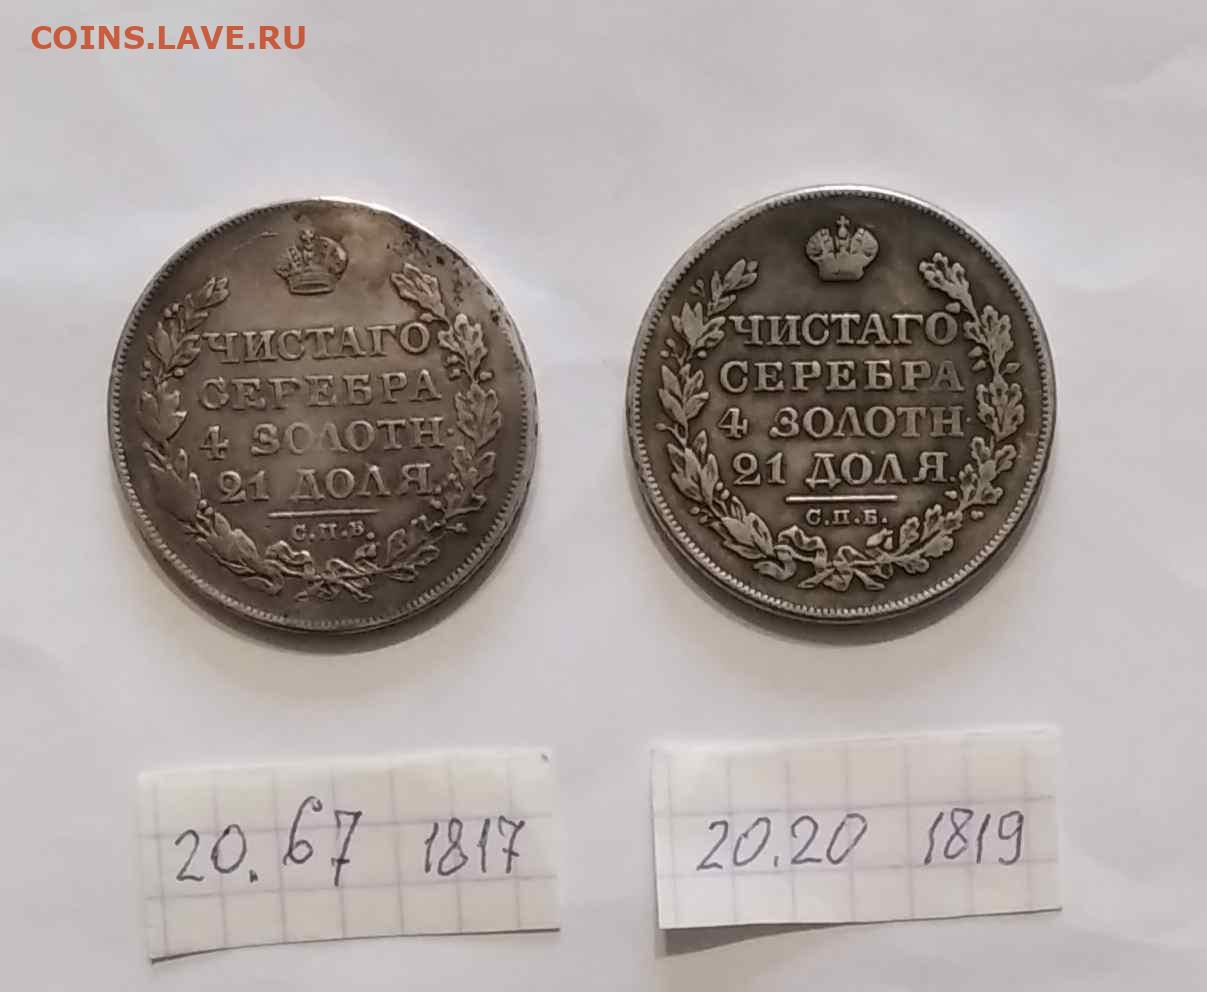 COINS.LAVE.RU
ЧИСТАГО
СЕРЕБРА
4 ЗОЛОТН.
21 ДОЛЯ.
С.П.Б.
ЧИСТАГО
СЕРЕБРА
4 ЗОЛОТН.
21 ДОЛЯ.
С.П.Б.
20.67 1817
20.20 1819